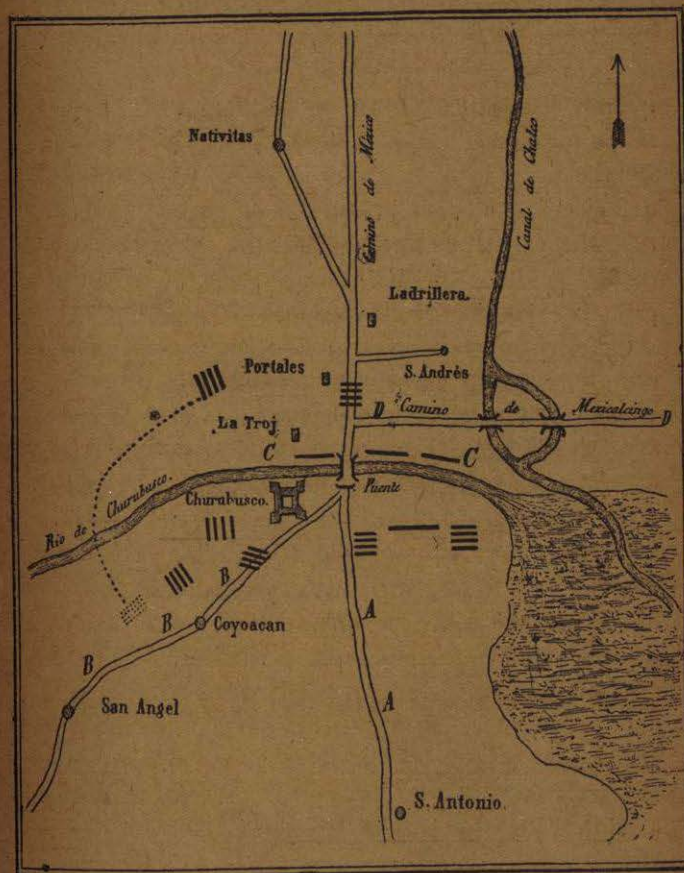 Nativitas
Camino de México
Canal de Chalco
Ladrillera.
Portales
S. Andrés
D Camino de Mexicalcingo D
La Troj
C C
Rio de Churubusco.
Churubusco.
Puente
B
A
B
Coyoacan
B
San Angel
A
S. Antonio.